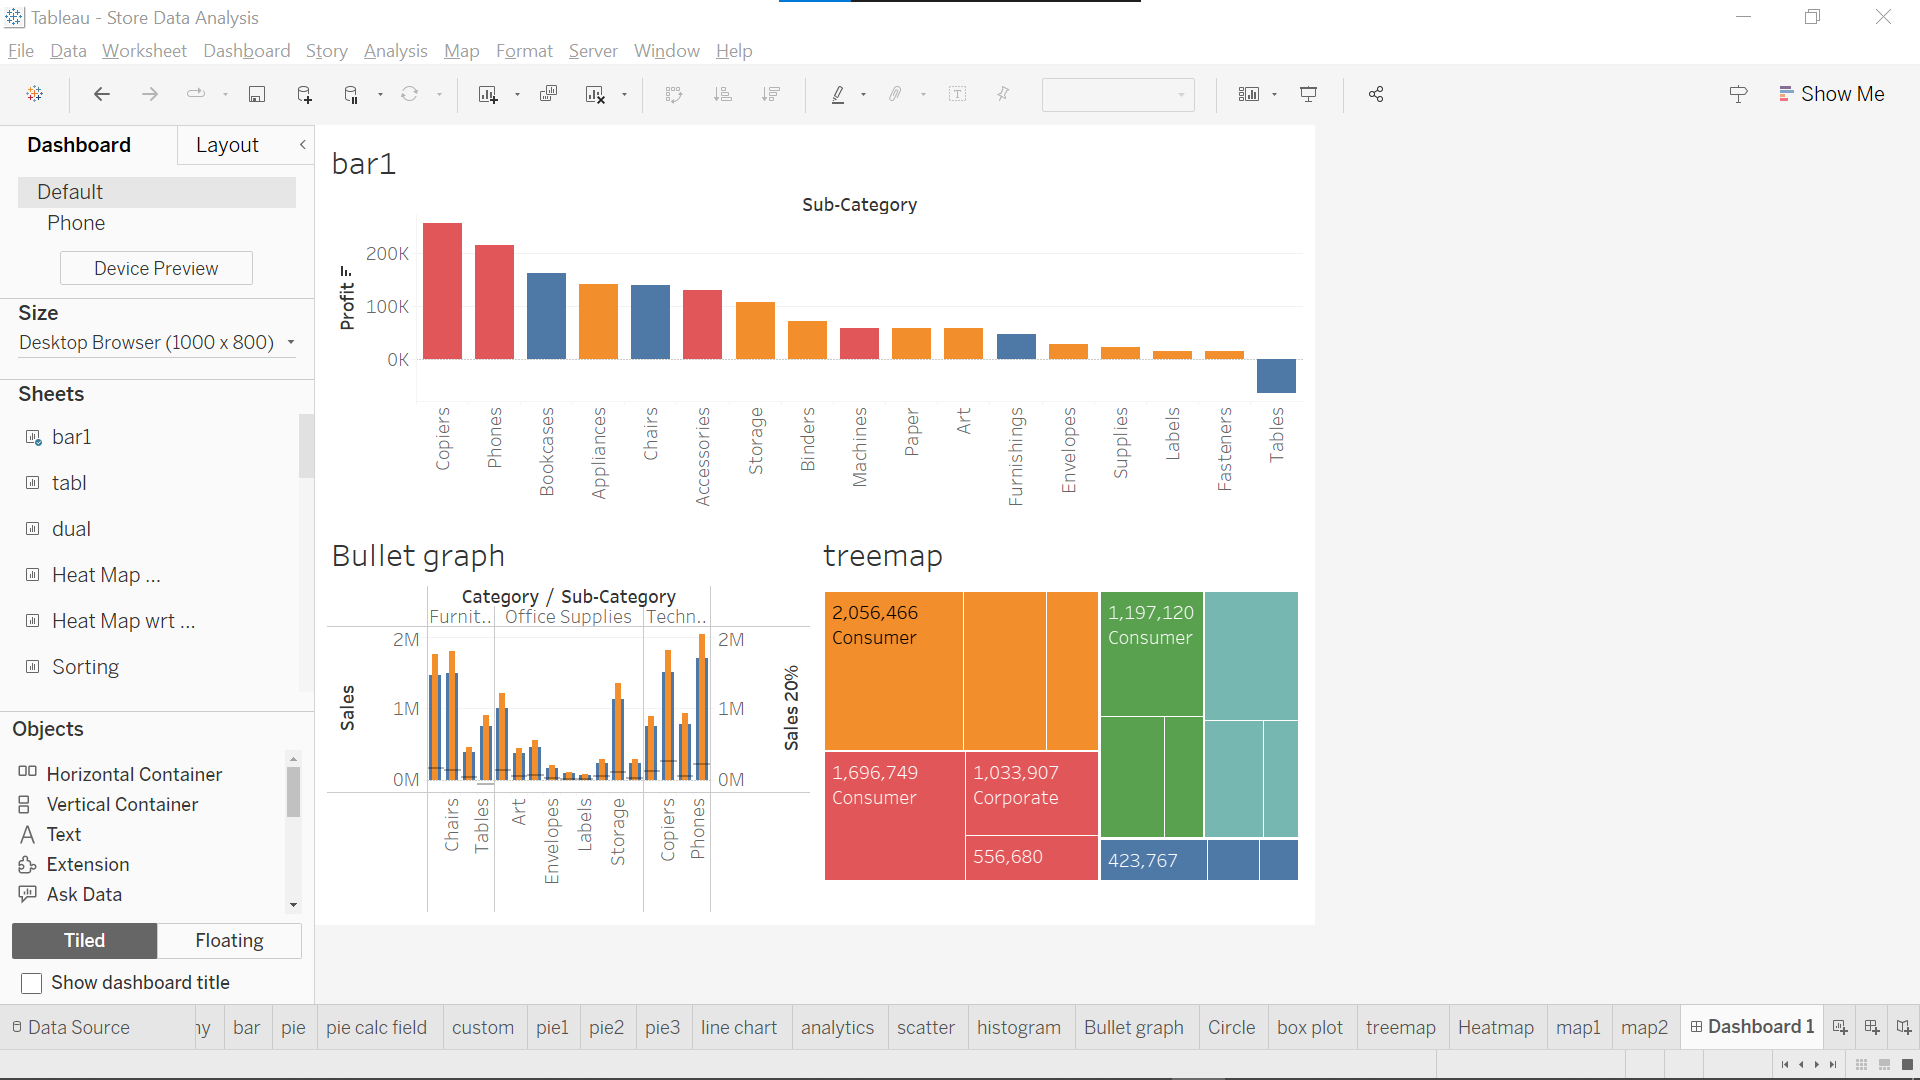 Tableau - Store Data Analysis
File Data Worksheet Dashboard Story Analysis Map Format Server Window Help
Show Me
Dashboard Layout
Default
Phone
Device Preview
Size
Desktop Browser (1000 x 800)
Sheets
bar1
tabl
dual
Heat Map ...
Heat Map wrt ...
Sorting
Objects
Horizontal Container
Vertical Container
Text
Extension
Ask Data
Tiled Floating
Show dashboard title
bar1
Sub-Category
Profit
200K
100K
0K
Copiers Phones Bookcases Appliances Chairs Accessories Storage Binders Machines Paper Art Furnishings Envelopes Supplies Labels Fasteners Tables
Bullet graph
Category / Sub-Category
Furnit.. Office Supplies Techn..
Sales
2M
1M
0M
2M
1M
0M
Sales 20%
Chairs Tables Art Envelopes Labels Storage Copiers Phones
treemap
2,056,466
Consumer
1,197,120
Consumer
1,696,749
Consumer
1,033,907
Corporate
556,680
423,767
Data Source ny bar pie pie calc field custom pie1 pie2 pie3 line chart analytics scatter histogram Bullet graph Circle box plot treemap Heatmap map1 map2 Dashboard 1